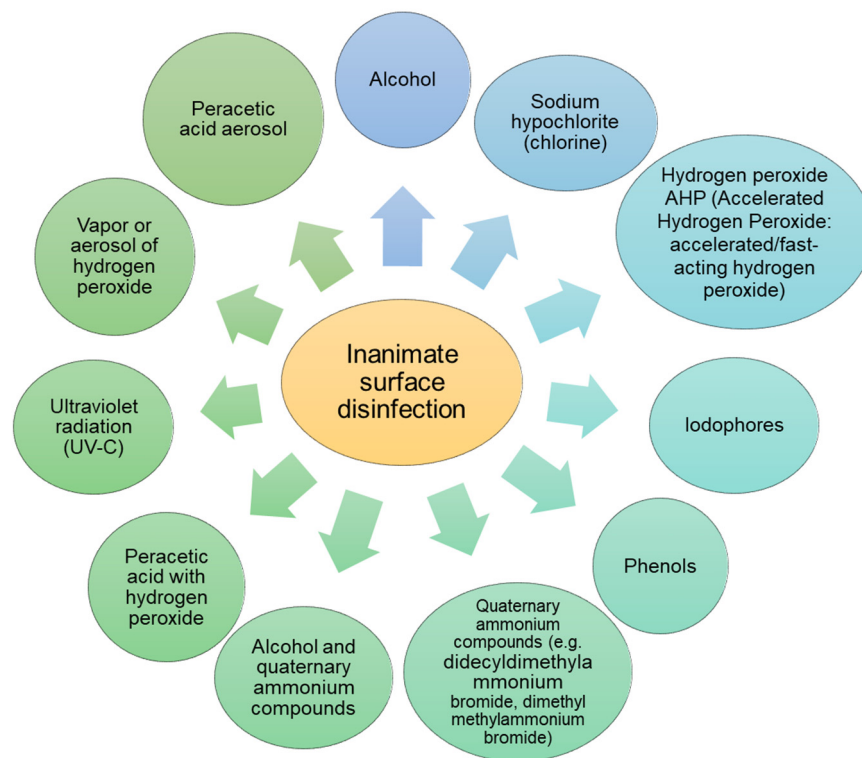 Alcohol
Sodium
hypochlorite
(chlorine)
Hydrogen peroxide
AHP (Accelerated
Hydrogen Peroxide:
accelerated/fast-
acting hydrogen
peroxide)
Iodophores
Phenols
Quaternary
ammonium
compounds (e.g.
didecyldimethyla
mmonium
bromide, dimethyl
methylammonium
bromide)
Alcohol and
quaternary
ammonium
compounds
Peracetic
acid with
hydrogen
peroxide
Ultraviolet
radiation
(UV-C)
Vapor or
aerosol of
hydrogen
peroxide
Peracetic
acid aerosol
Inanimate
surface
disinfection